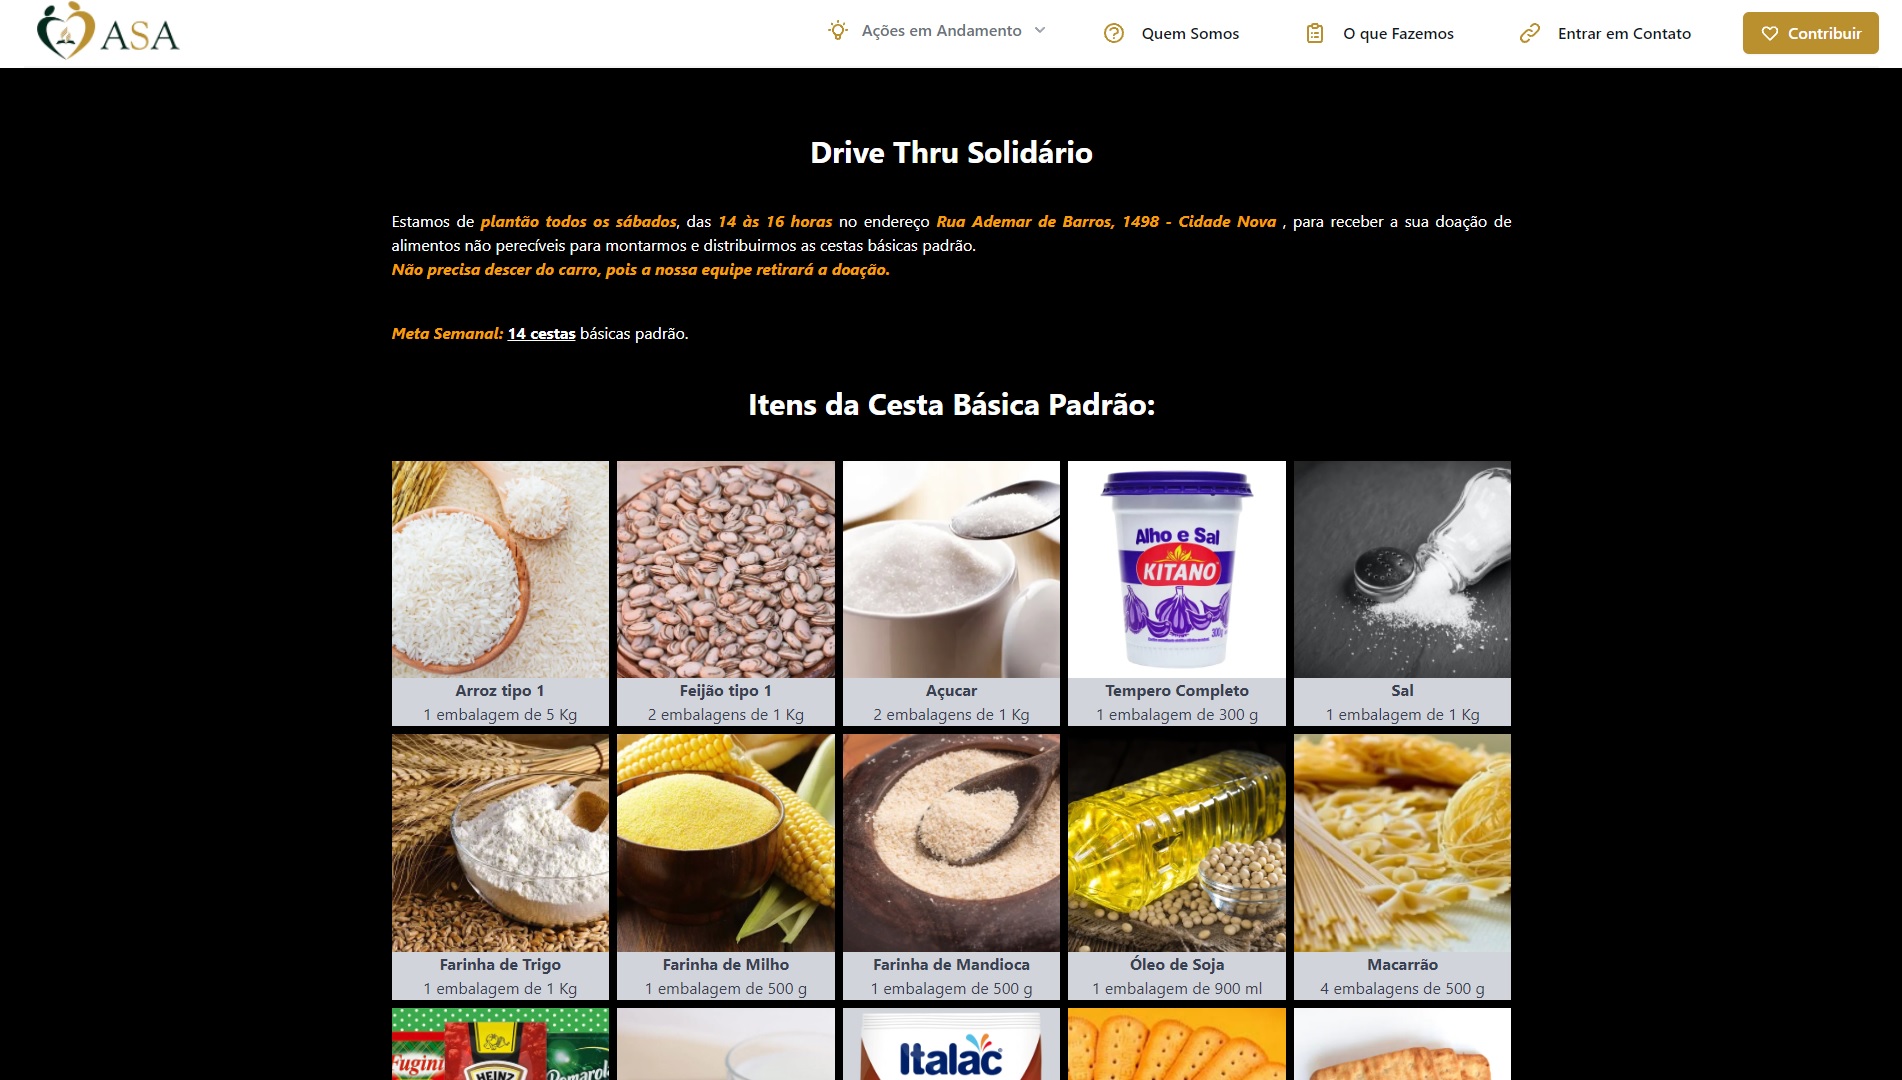 ASA
Ações em Andamento
Quem Somos
O que Fazemos
Entrar em Contato
Contribuir
Drive Thru Solidário
Estamos de plantão todos os sábados, das 14 às 16 horas no endereço Rua Ademar de Barros, 1498 - Cidade Nova , para receber a sua doação de
alimentos não perecíveis para montarmos e distribuirmos as cestas básicas padrão.
Não precisa descer do carro, pois a nossa equipe retirará a doação.
Meta Semanal: 14 cestas básicas padrão.
Itens da Cesta Básica Padrão:
Alho e Sal
KITANO
300g
Arroz tipo 1
1 embalagem de 5 Kg
Feijão tipo 1
2 embalagens de 1 Kg
Açucar
2 embalagens de 1 Kg
Tempero Completo
1 embalagem de 300 g
Sal
1 embalagem de 1 Kg
Farinha de Trigo
1 embalagem de 1 Kg
Farinha de Milho
1 embalagem de 500 g
Farinha de Mandioca
1 embalagem de 500 g
Óleo de Soja
1 embalagem de 900 ml
Macarrão
4 embalagens de 500 g
Fugini
HEINZ
Pomarola
Italac